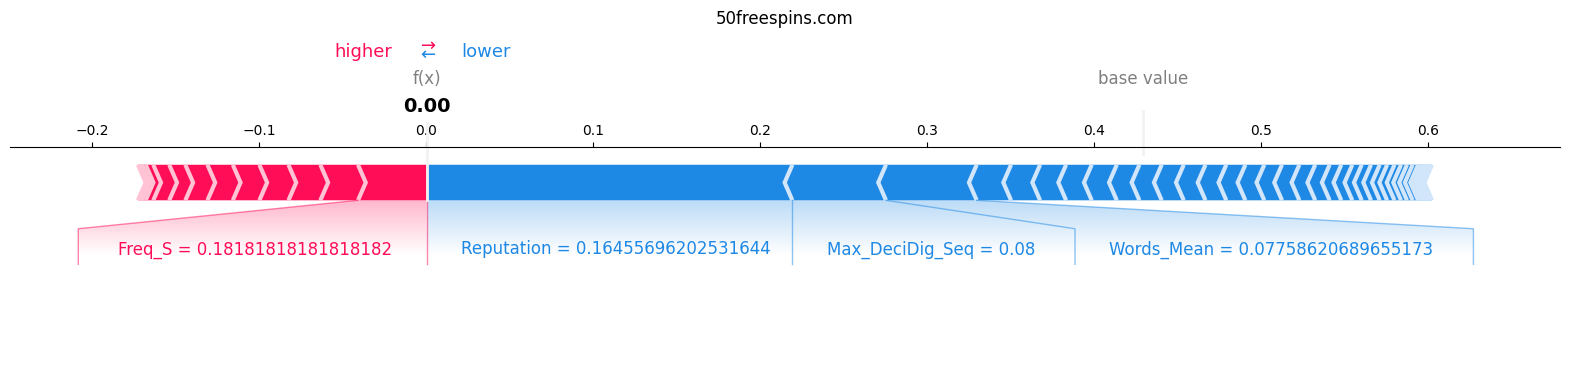 50freespins.com
higher → ← lower
f(x) base value
0.00
−0.2 −0.1 0.0 0.1 0.2 0.3 0.4 0.5 0.6
Freq_S = 0.18181818181818182 Reputation = 0.16455696202531644 Max_DeciDig_Seq = 0.08 Words_Mean = 0.07758620689655173